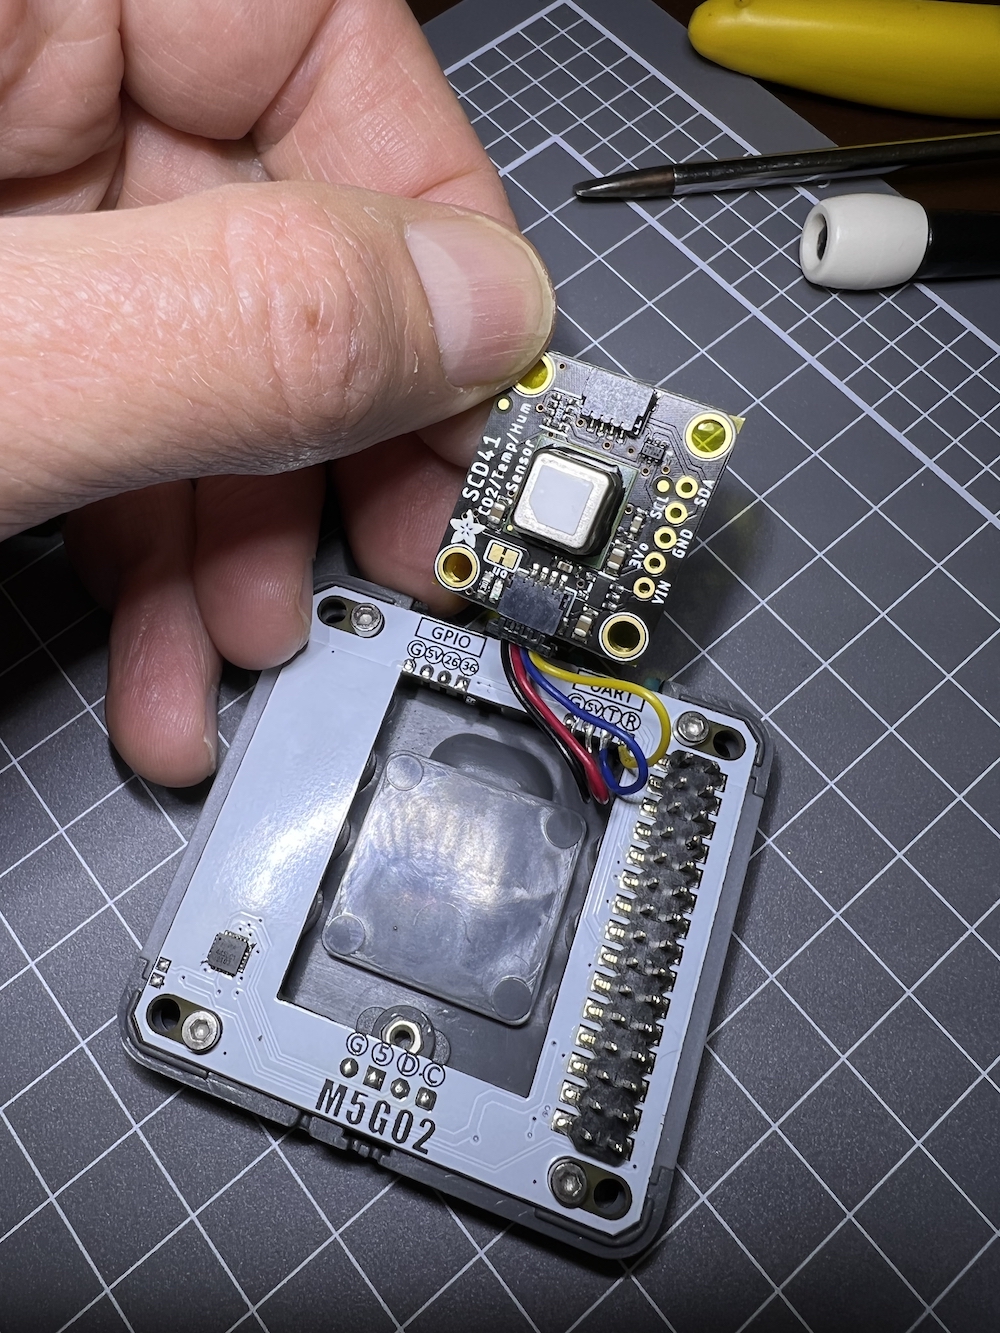 SCD41
CO2/Temp/Hum
Sensor
SCL
SDA
GND
3Vo
VIN
GPIO
G 5V 26 36
UART
G 5V T R
G 5 D C
M5GO2